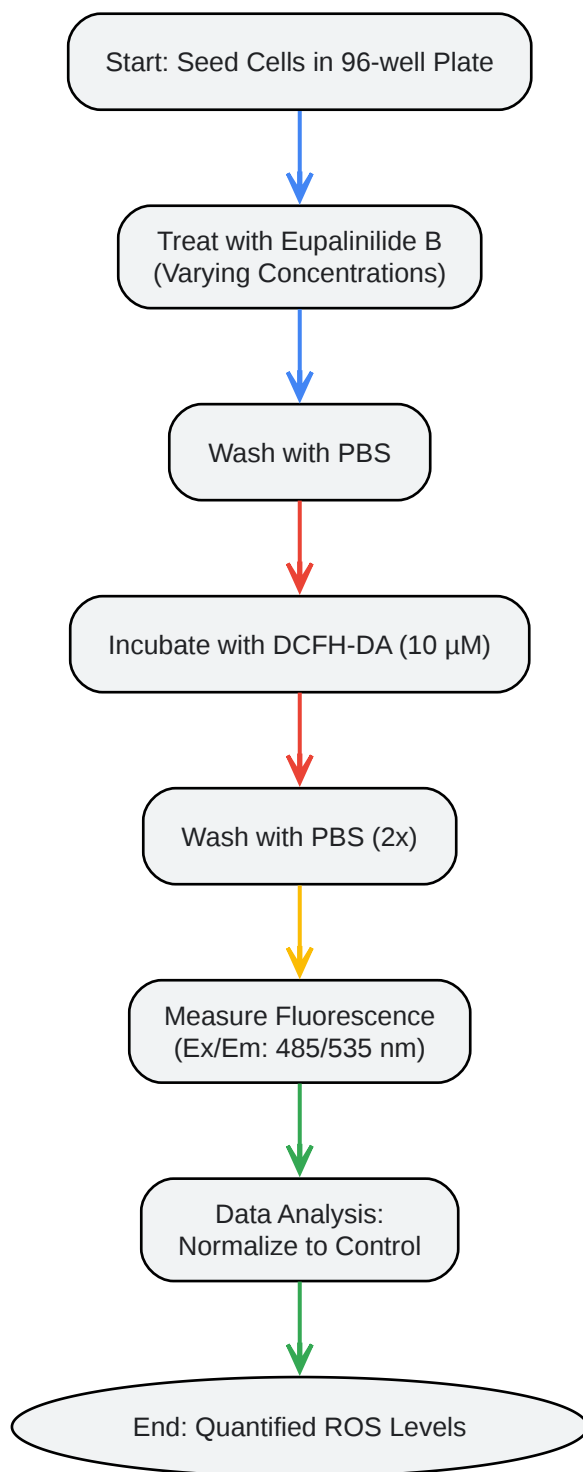 Start: Seed Cells in 96-well Plate
Treat with Eupalinilide B
(Varying Concentrations)
Wash with PBS
Incubate with DCFH-DA (10 µM)
Wash with PBS (2x)
Measure Fluorescence
(Ex/Em: 485/535 nm)
Data Analysis:
Normalize to Control
End: Quantified ROS Levels